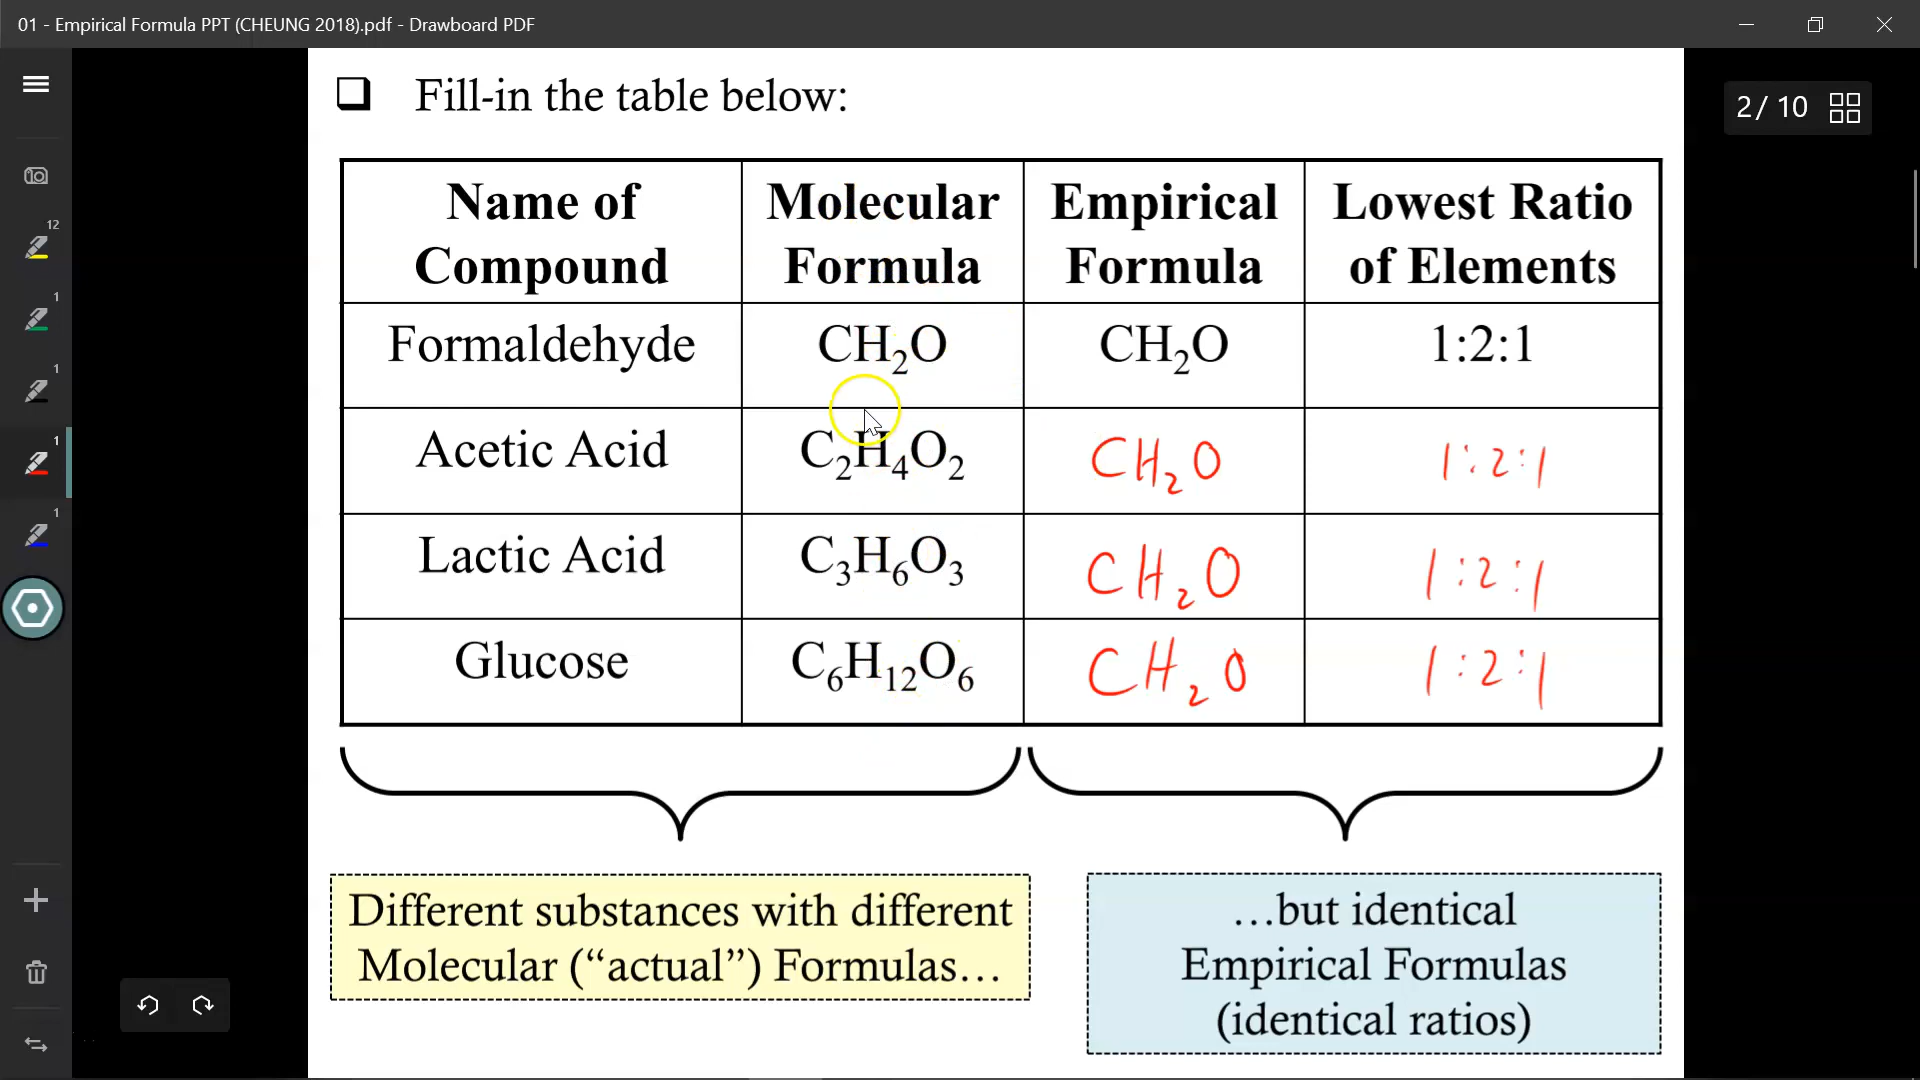 01 - Empirical Formula PPT (CHEUNG 2018).pdf - Drawboard PDF
2 / 10
❑ Fill-in the table below:
Name of Compound	Molecular Formula	Empirical Formula	Lowest Ratio of Elements
Formaldehyde	CH₂O	CH₂O	1:2:1
Acetic Acid	C₂H₄O₂	CH₂O	1:2:1
Lactic Acid	C₃H₆O₃	CH₂O	1:2:1
Glucose	C₆H₁₂O₆	CH₂O	1:2:1
Different substances with different
Molecular (“actual”) Formulas…
…but identical
Empirical Formulas
(identical ratios)
12
1
1
1
1